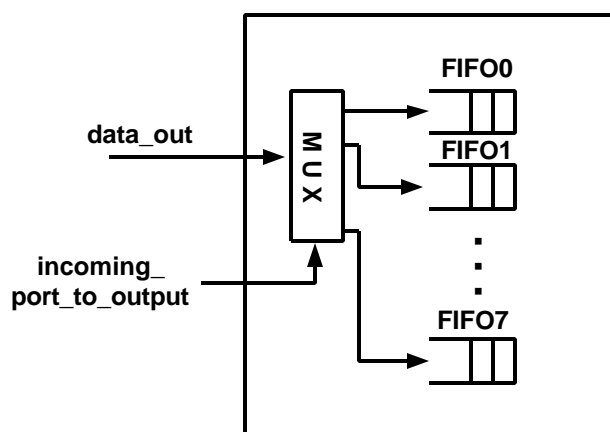 FIFO0
data_out
MUX
FIFO1
incoming_
port_to_output
FIFO7